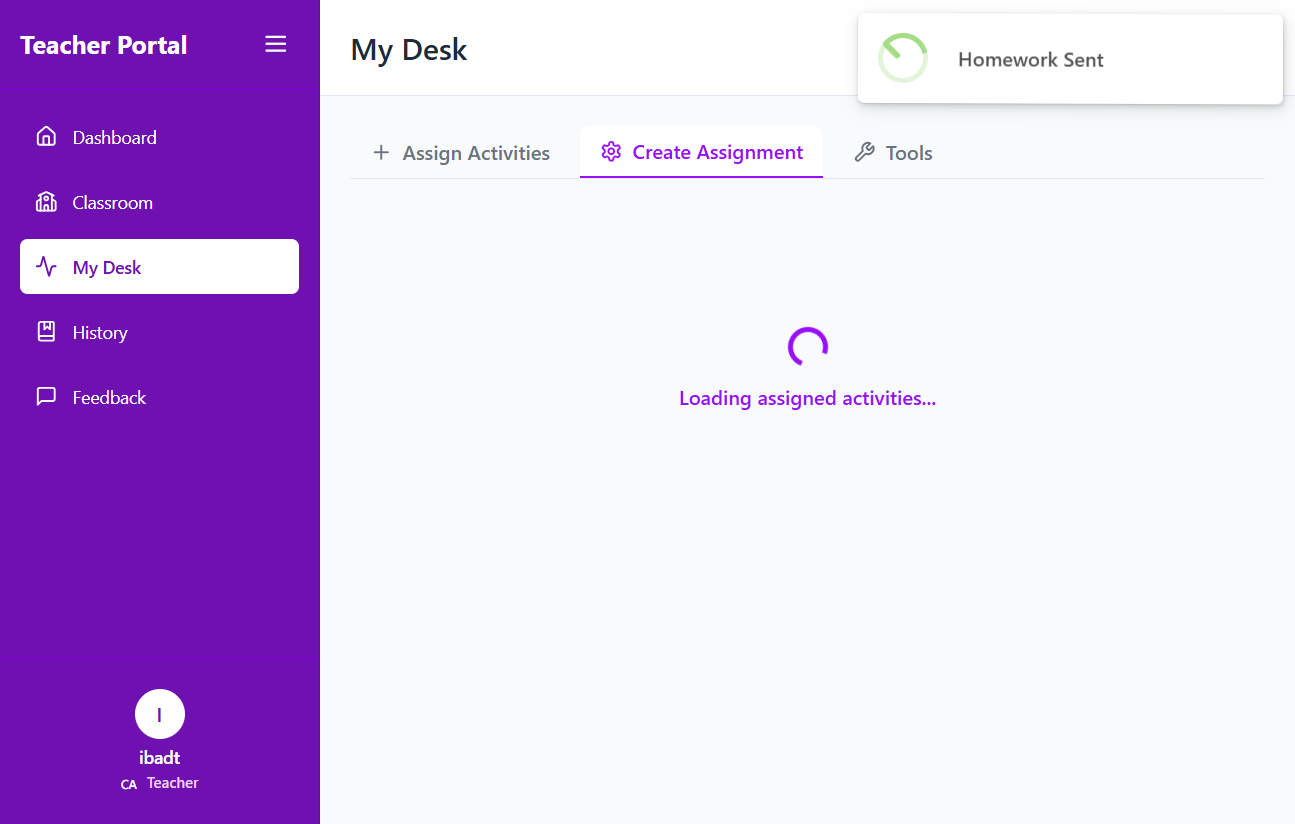 Teacher Portal
My Desk
Homework Sent
Dashboard
Classroom
My Desk
History
Feedback
Assign Activities
Create Assignment
Tools
Loading assigned activities...
I
ibadt
CA Teacher